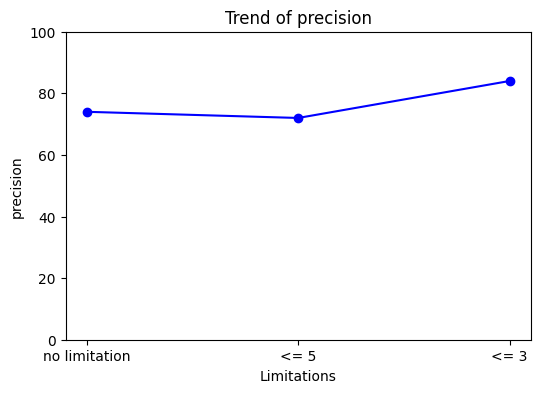 Trend of precision
precision
100
80
60
40
20
0
no limitation
<= 5
<= 3
Limitations